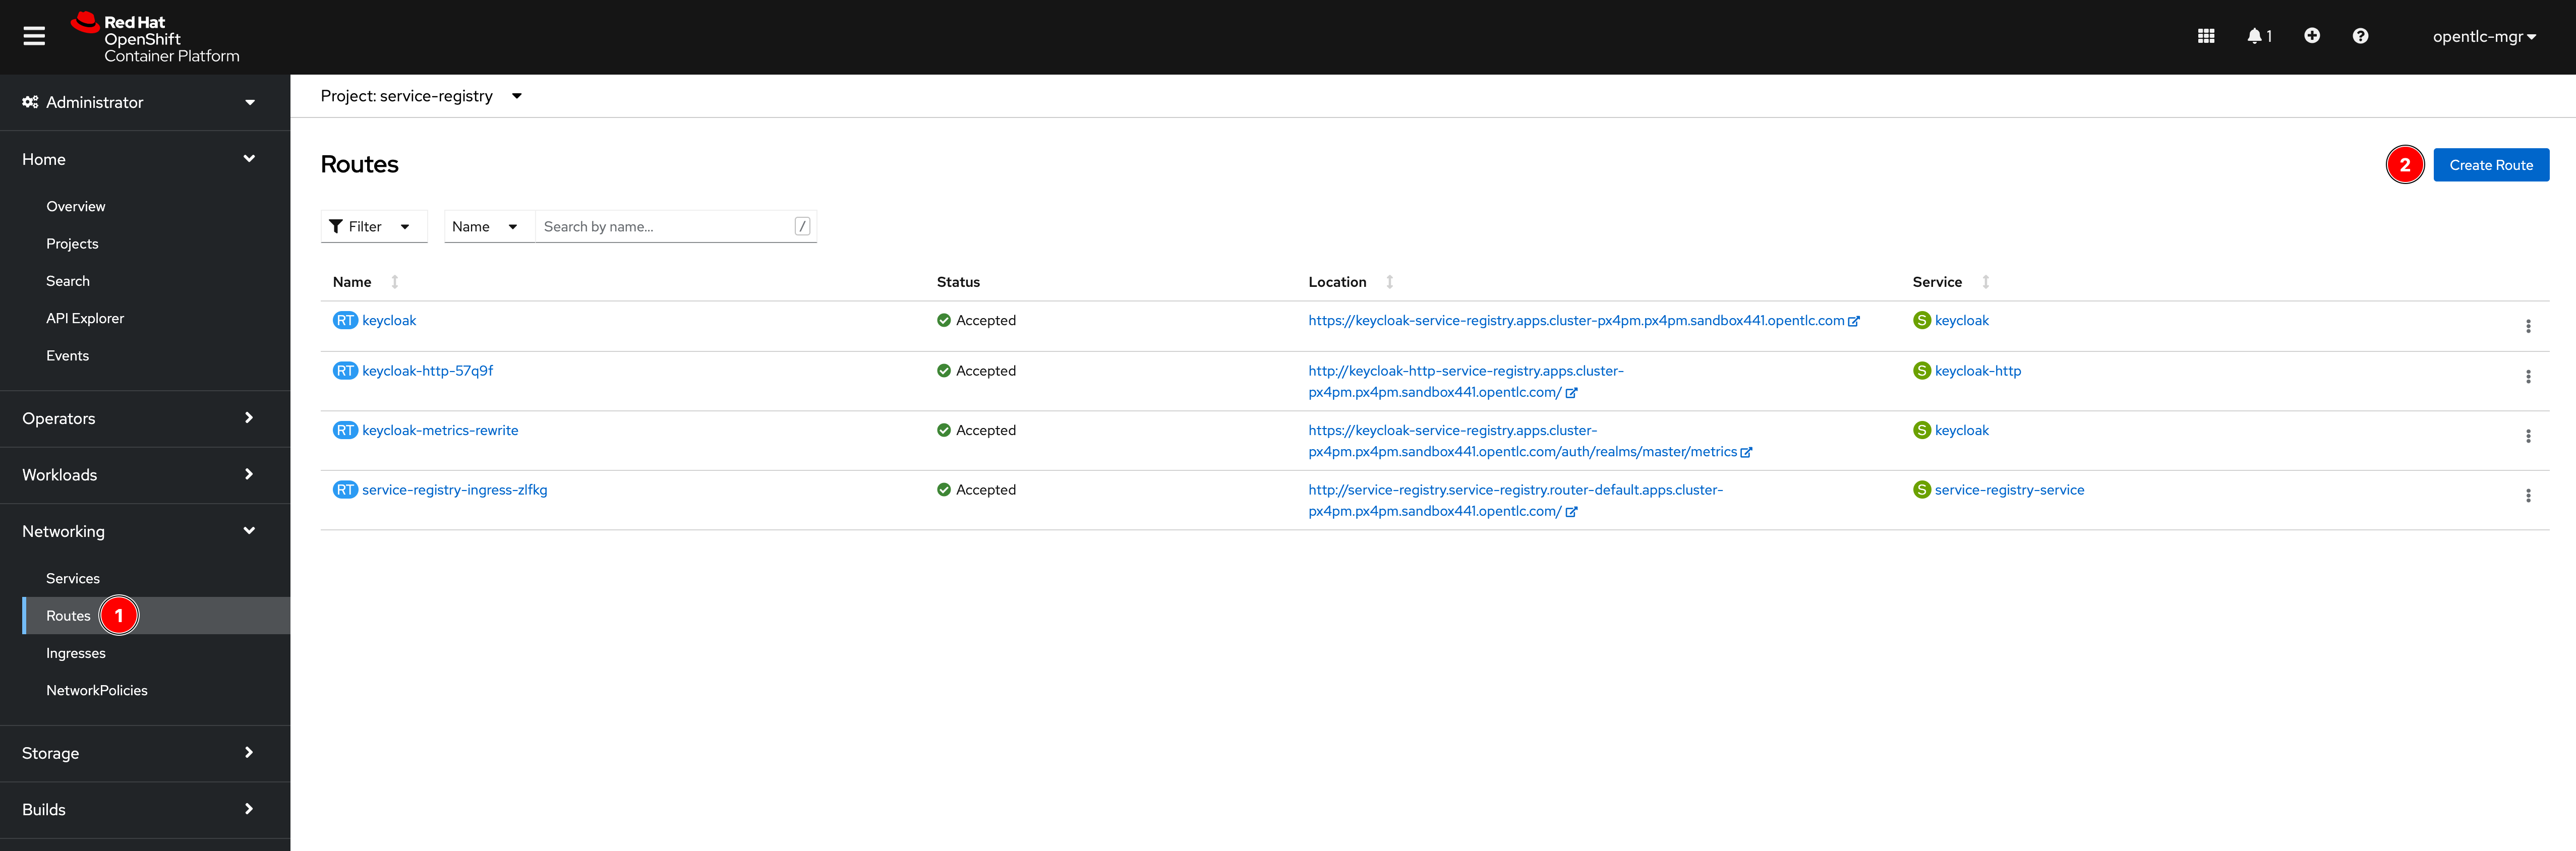 Red Hat
OpenShift
Container Platform
1
opentlc-mgr
Administrator
Home
Overview
Projects
Search
API Explorer
Events
Operators
Workloads
Networking
Services
Routes 1
Ingresses
NetworkPolicies
Storage
Builds
Project: service-registry
Routes
2 Create Route
Filter Name Search by name... /
Name Status Location Service
RT keycloak Accepted https://keycloak-service-registry.apps.cluster-px4pm.px4pm.sandbox441.opentlc.com S keycloak
RT keycloak-http-57q9f Accepted http://keycloak-http-service-registry.apps.cluster- S keycloak-http
px4pm.px4pm.sandbox441.opentlc.com/
RT keycloak-metrics-rewrite Accepted https://keycloak-service-registry.apps.cluster- S keycloak
px4pm.px4pm.sandbox441.opentlc.com/auth/realms/master/metrics
RT service-registry-ingress-zlfkg Accepted http://service-registry.service-registry.router-default.apps.cluster- S service-registry-service
px4pm.px4pm.sandbox441.opentlc.com/